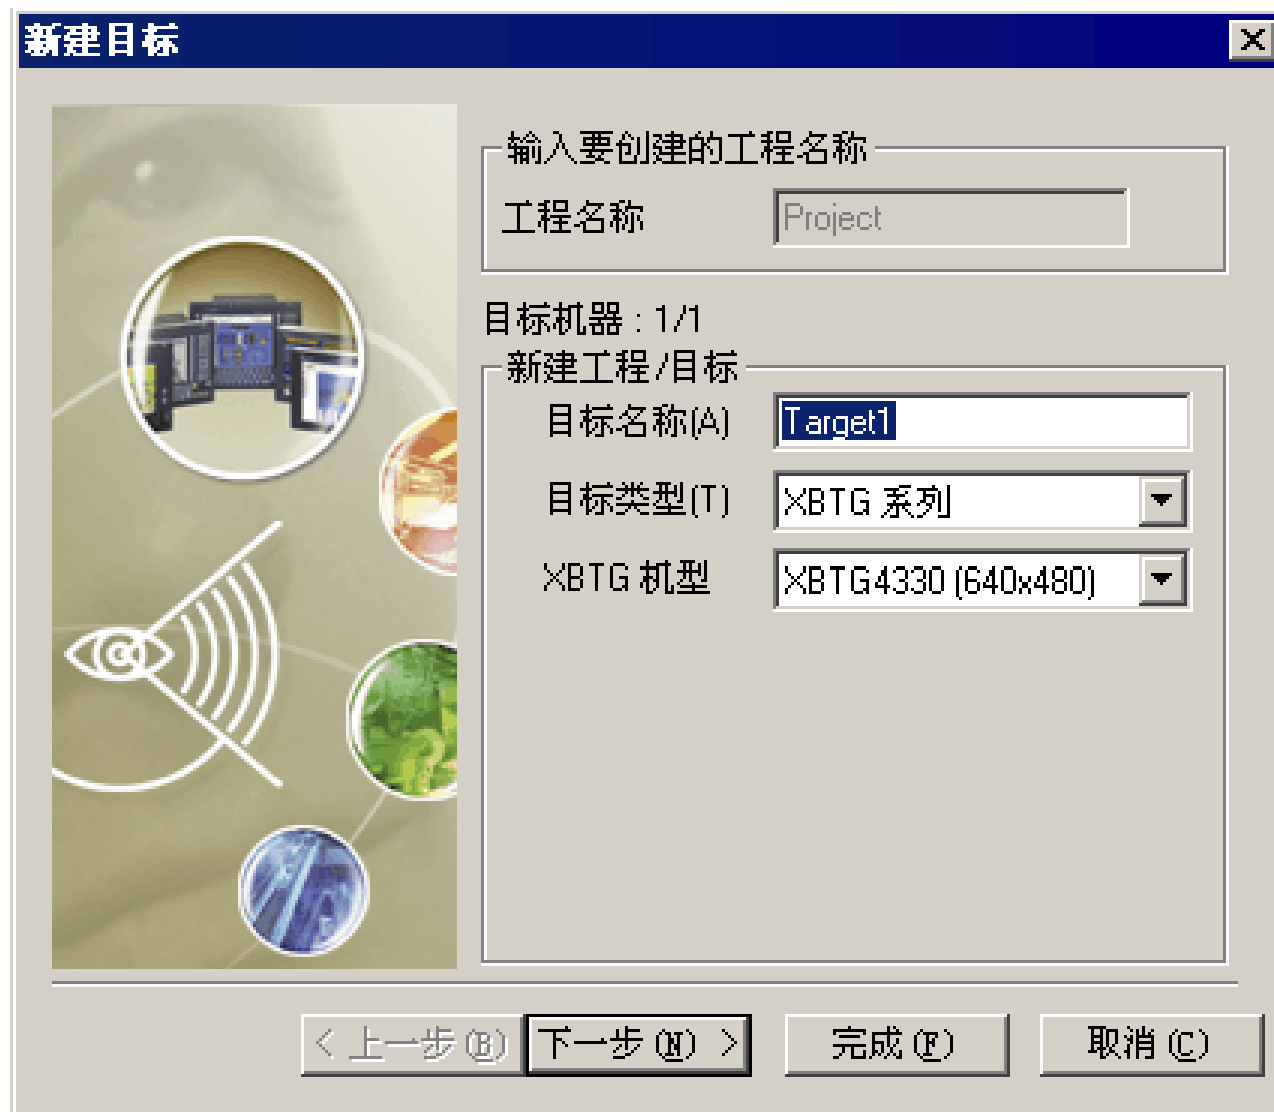 新建目标
输入要创建的工程名称
工程名称 Project
目标机器 : 1/1
新建工程/目标
目标名称(A) Target1
目标类型(T) XBTG 系列
XBTG 机型 XBTG4330 (640x480)
< 上一步(B) 下一步(N) > 完成(F) 取消(C)